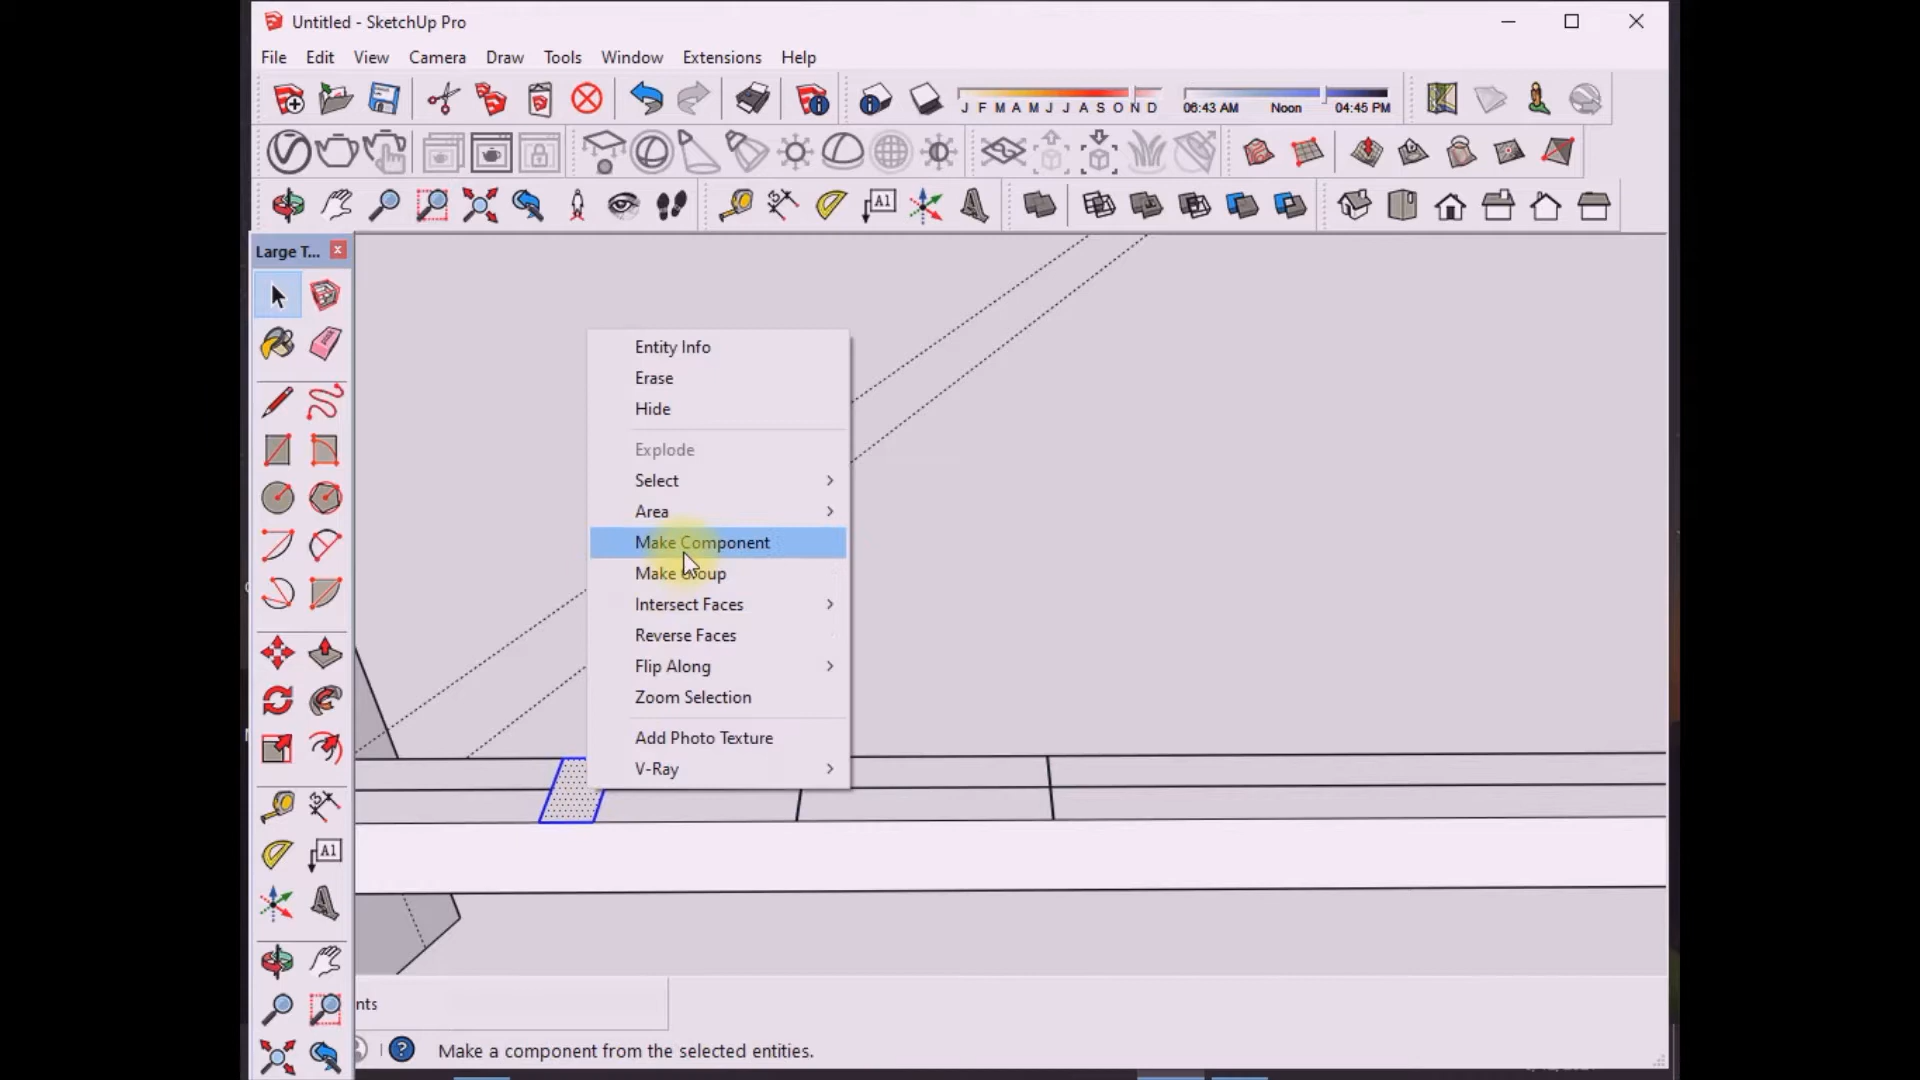 Untitled - SketchUp Pro
File Edit View Camera Draw Tools Window Extensions Help
J F M A M J J A S O N D 06:43 AM Noon 04:45 PM
A1
Large T...
Entity Info
Erase
Hide
Explode
Select
Area
Make Component
Make Group
Intersect Faces
Reverse Faces
Flip Along
Zoom Selection
Add Photo Texture
V-Ray
A1
nts
Make a component from the selected entities.